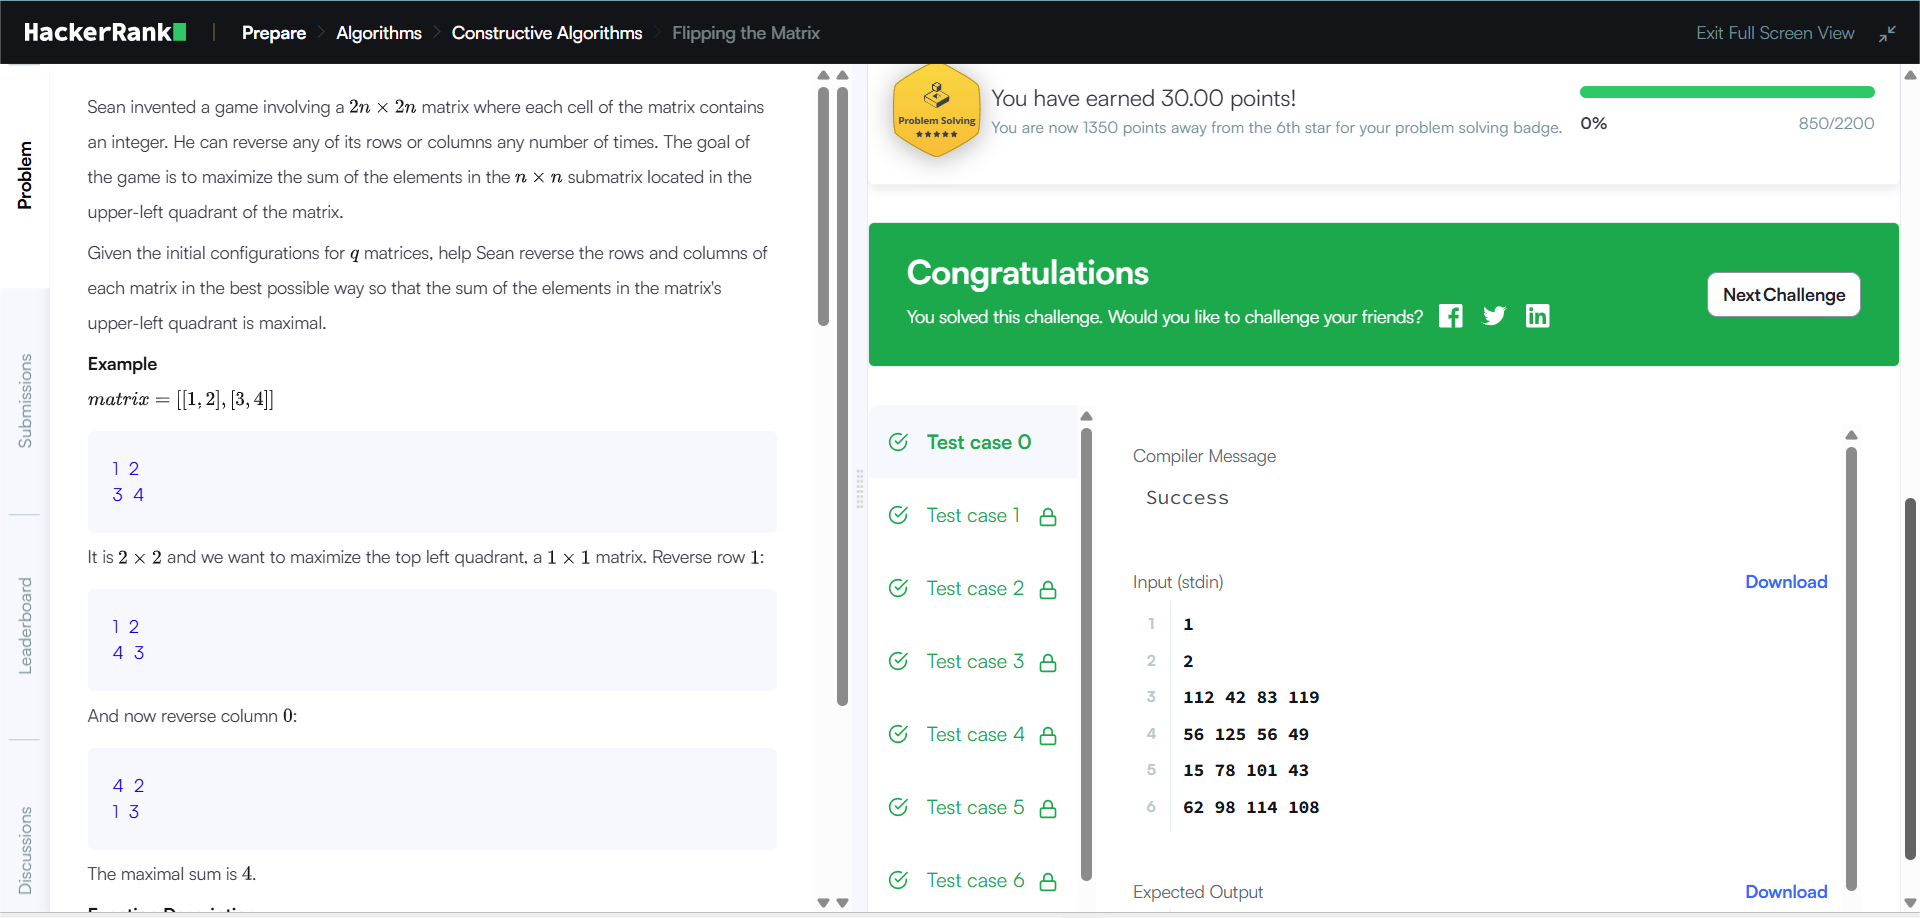 HackerRank | Prepare > Algorithms > Constructive Algorithms > Flipping the Matrix Exit Full Screen View
Problem
Submissions
Leaderboard
Discussions
Sean invented a game involving a 2n × 2n matrix where each cell of the matrix contains
an integer. He can reverse any of its rows or columns any number of times. The goal of
the game is to maximize the sum of the elements in the n × n submatrix located in the
upper-left quadrant of the matrix.
Given the initial configurations for q matrices, help Sean reverse the rows and columns of
each matrix in the best possible way so that the sum of the elements in the matrix's
upper-left quadrant is maximal.
Example
matrix = [[1, 2], [3, 4]]
1 2
3 4
It is 2 × 2 and we want to maximize the top left quadrant, a 1 × 1 matrix. Reverse row 1:
1 2
4 3
And now reverse column 0:
4 2
1 3
The maximal sum is 4.
Problem Solving
★★★★★
You have earned 30.00 points!
You are now 1350 points away from the 6th star for your problem solving badge.
0% 850/2200
Congratulations
You solved this challenge. Would you like to challenge your friends?
Next Challenge
Test case 0
Test case 1
Test case 2
Test case 3
Test case 4
Test case 5
Test case 6
Compiler Message
Success
Input (stdin) Download
1 1
2 2
3 112 42 83 119
4 56 125 56 49
5 15 78 101 43
6 62 98 114 108
Expected Output Download